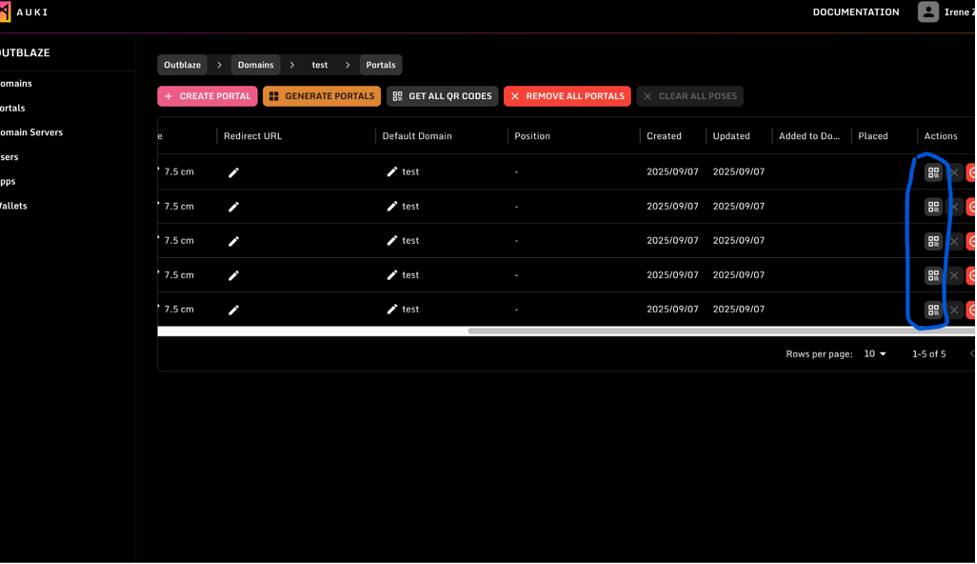 AUKI
DOCUMENTATION
Irene Z
OUTBLAZE
omains
ortals
omain Servers
sers
pps
allets
Outblaze > Domains > test > Portals
+ CREATE PORTAL GENERATE PORTALS GET ALL QR CODES × REMOVE ALL PORTALS × CLEAR ALL POSES
e Redirect URL Default Domain Position Created Updated Added to Do... Placed Actions
7.5 cm test - 2025/09/07 2025/09/07
7.5 cm test - 2025/09/07 2025/09/07
7.5 cm test - 2025/09/07 2025/09/07
7.5 cm test - 2025/09/07 2025/09/07
7.5 cm test - 2025/09/07 2025/09/07
Rows per page: 10 1-5 of 5